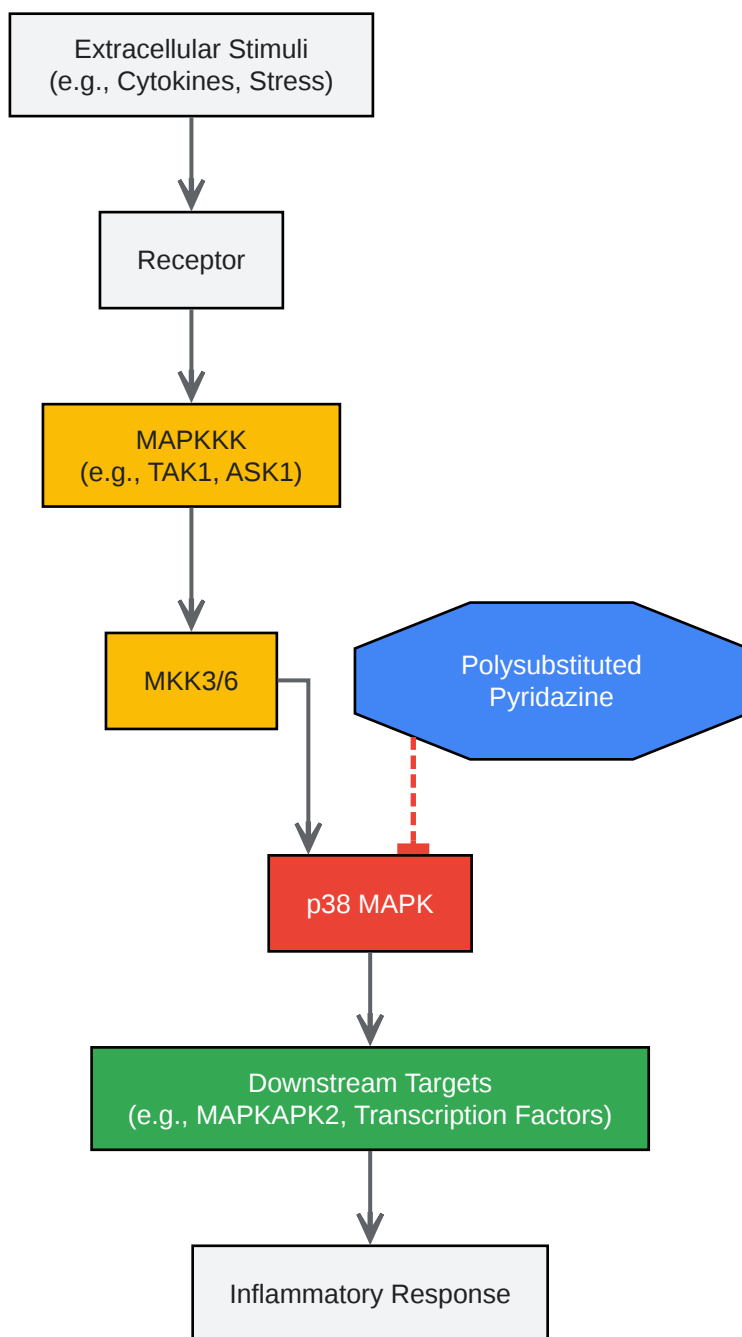 Extracellular Stimuli
(e.g., Cytokines, Stress)
Receptor
MAPKKK
(e.g., TAK1, ASK1)
MKK3/6
Polysubstituted
Pyridazine
p38 MAPK
Downstream Targets
(e.g., MAPKAPK2, Transcription Factors)
Inflammatory Response